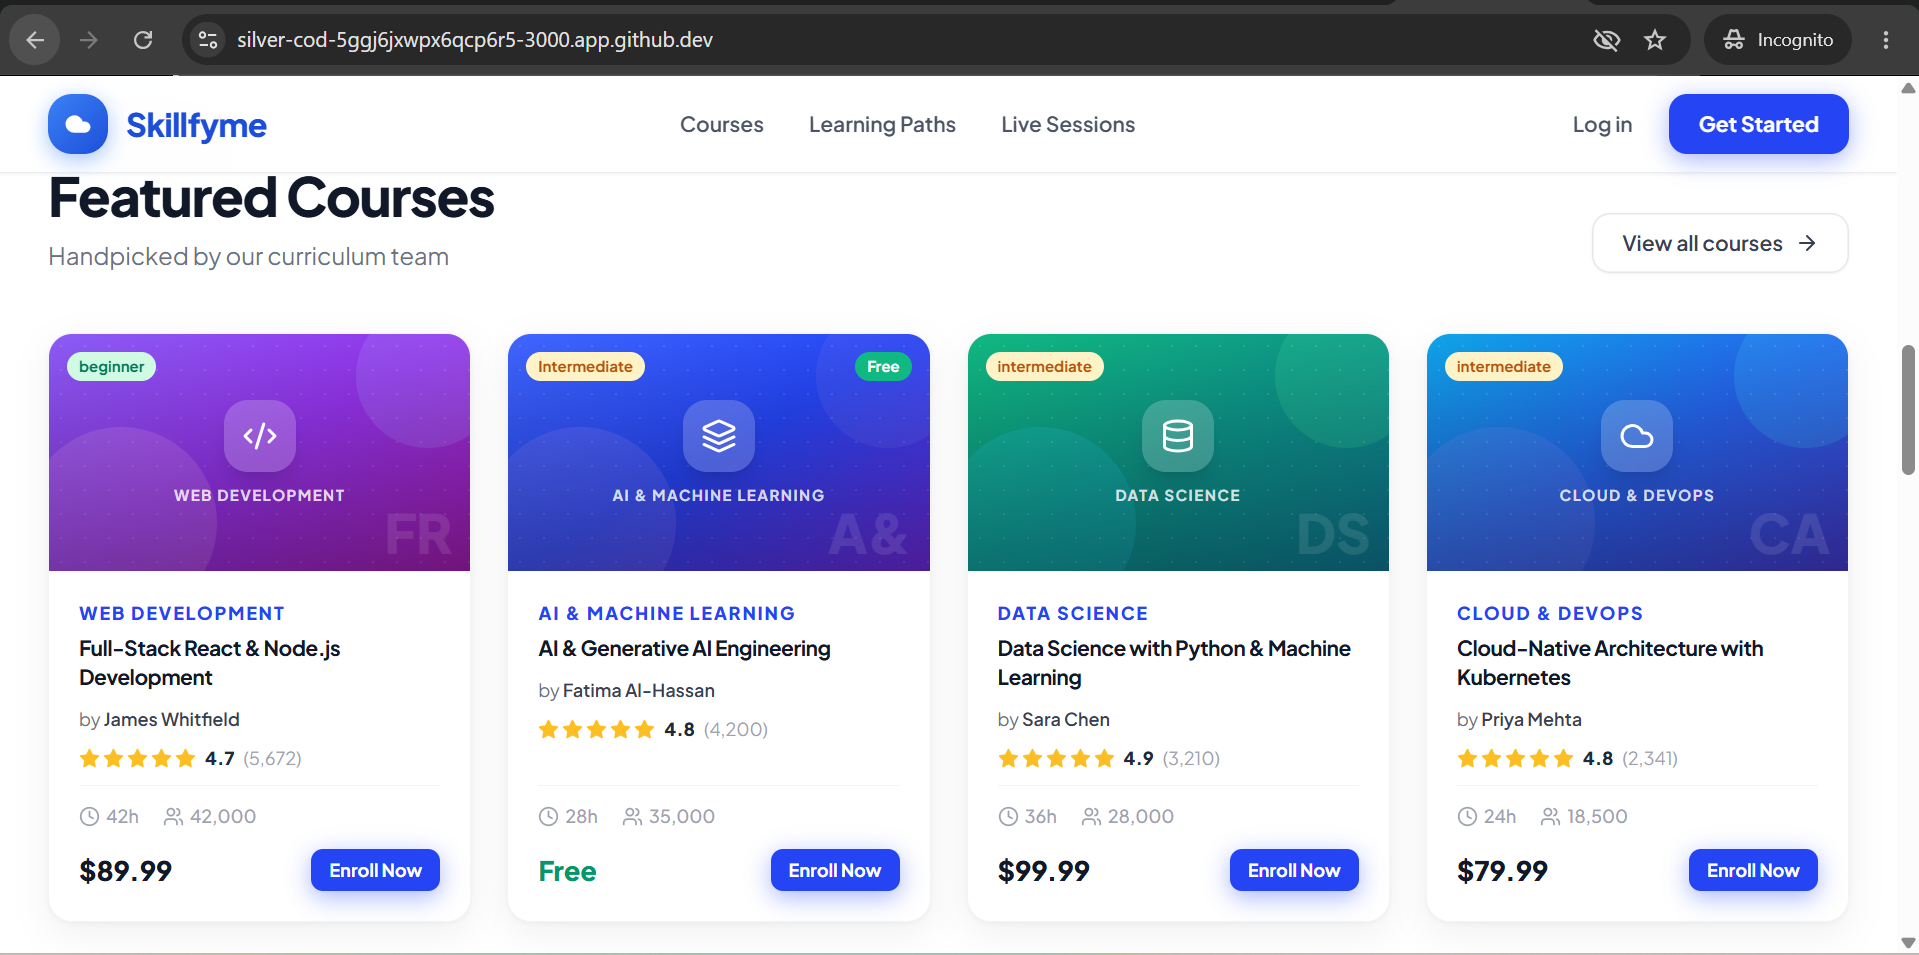 silver-cod-5ggj6jxwpx6qcp6r5-3000.app.github.dev
Incognito
Skillfyme
Courses
Learning Paths
Live Sessions
Log in
Get Started
Featured Courses
Handpicked by our curriculum team
View all courses
beginner
WEB DEVELOPMENT
FR
WEB DEVELOPMENT
Full-Stack React & Node.js
Development
by James Whitfield
4.7 (5,672)
42h 42,000
$89.99
Enroll Now
Intermediate
Free
AI & MACHINE LEARNING
A&
AI & MACHINE LEARNING
AI & Generative AI Engineering
by Fatima Al-Hassan
4.8 (4,200)
28h 35,000
Free
Enroll Now
intermediate
DATA SCIENCE
DS
DATA SCIENCE
Data Science with Python & Machine
Learning
by Sara Chen
4.9 (3,210)
36h 28,000
$99.99
Enroll Now
intermediate
CLOUD & DEVOPS
CA
CLOUD & DEVOPS
Cloud-Native Architecture with
Kubernetes
by Priya Mehta
4.8 (2,341)
24h 18,500
$79.99
Enroll Now